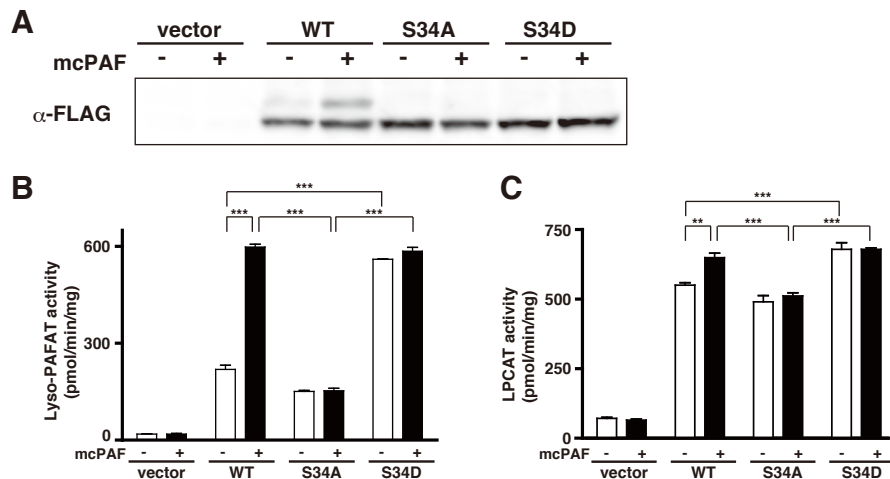 A
vector WT S34A S34D
mcPAF - + - + - + - +
α-FLAG
B
***
*** *** ***
Lyso-PAFAT activity
(pmol/min/mg)
600
300
0
mcPAF - + - + - + - +
vector WT S34A S34D
C
***
** *** ***
LPCAT activity
(pmol/min/mg)
750
500
250
0
mcPAF - + - + - + - +
vector WT S34A S34D